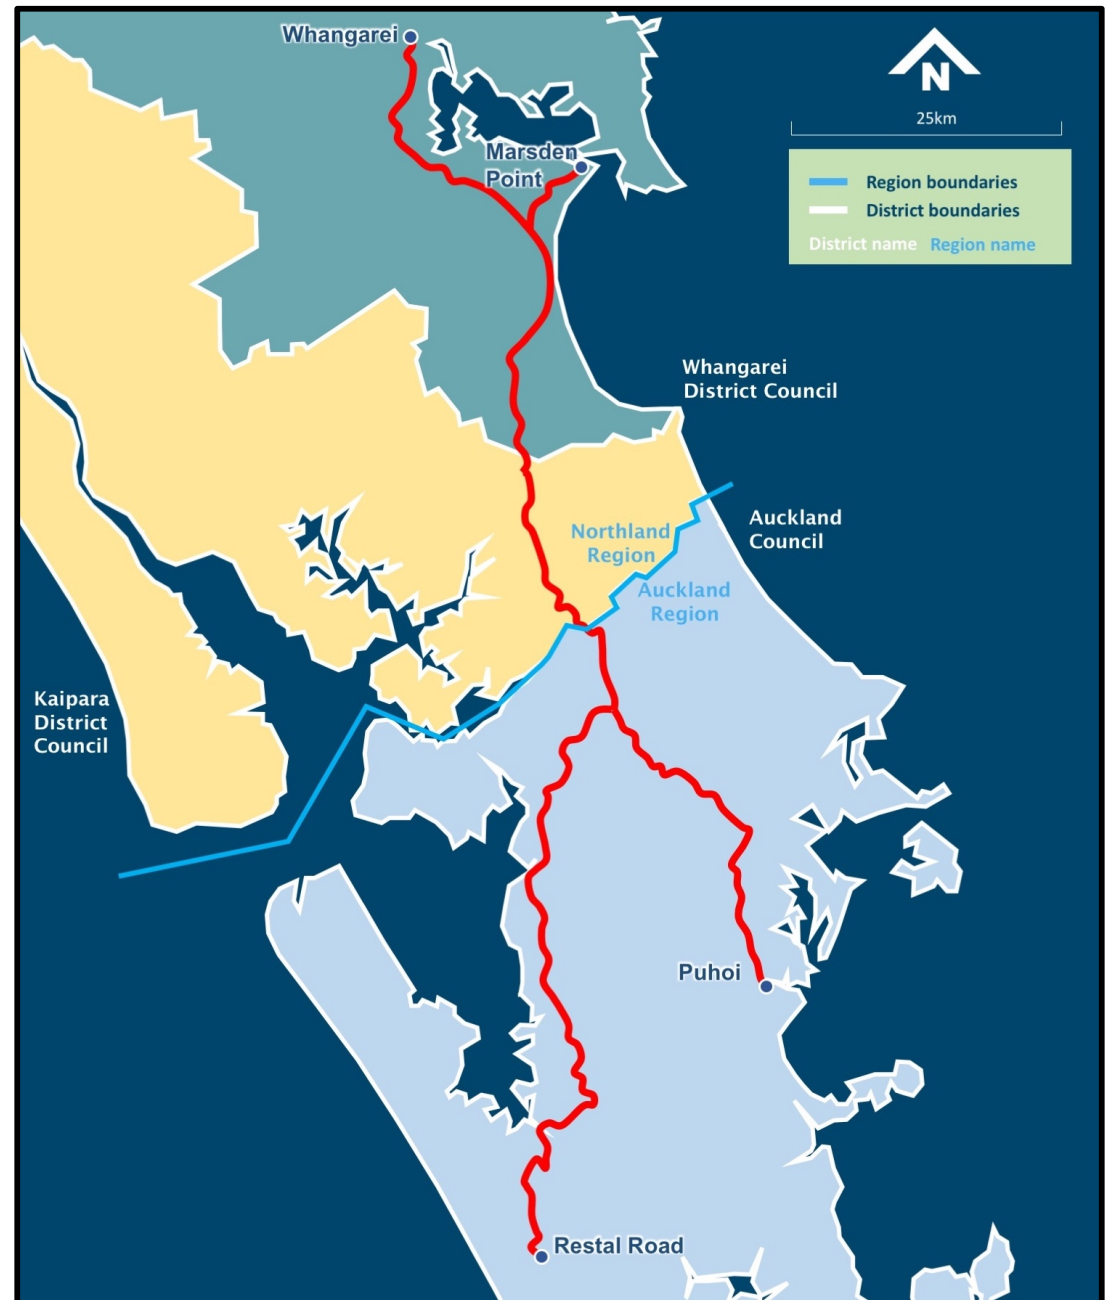 Whangarei
N
25km
Marsden
Point
Region boundaries
District boundaries
District name Region name
Whangarei
District Council
Northland
Region
Auckland
Council
Auckland
Region
Kaipara
District
Council
Puhoi
Restal Road